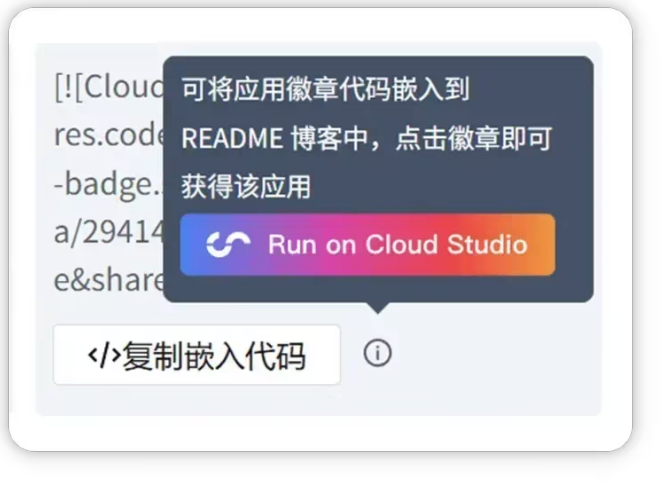 [![Cloud
可将应用徽章代码嵌入到
res.code
README 博客中，点击徽章即可
-badge.
获得该应用
a/29414
Run on Cloud Studio
e&share
</>复制嵌入代码